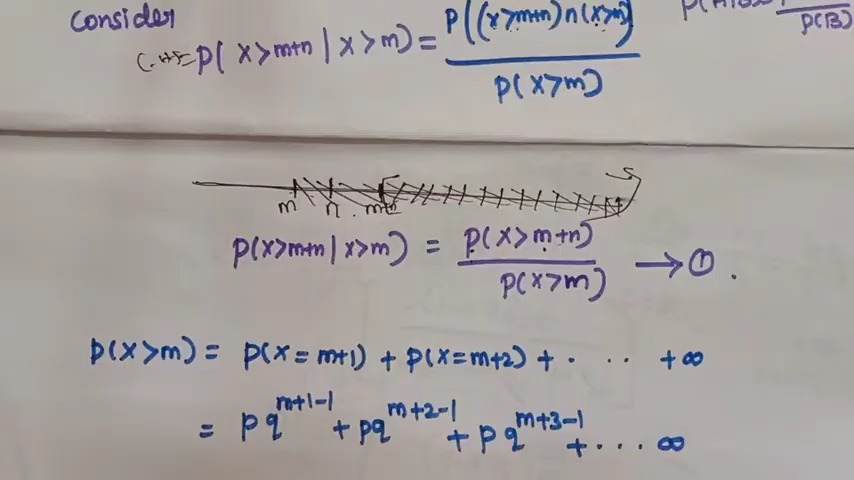 consider
P(X>m+n | X>m) = P((X>m+n)∩(X>m)) / P(X>m)
P(B)
m n m+n
P(X>m+n | X>m) = P(X>m+n) / P(X>m) → ① .
P(X>m) = P(X=m+1) + P(X=m+2) + . . . + ∞
= pq^{m+1-1} + pq^{m+2-1} + pq^{m+3-1} + . . . ∞